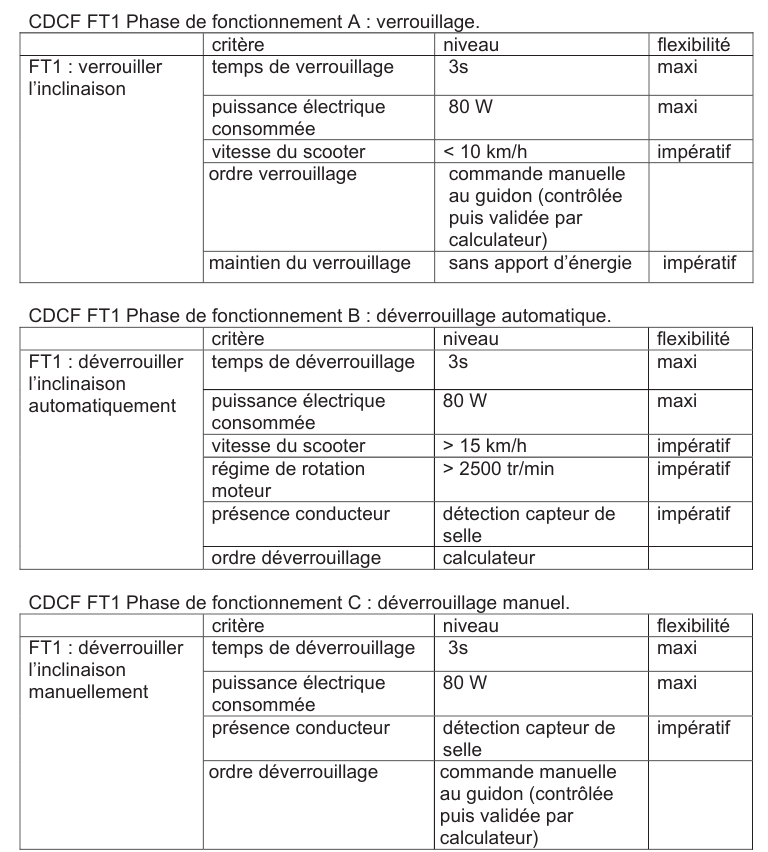 CDCF FT1 Phase de fonctionnement A : verrouillage.
critère niveau flexibilité
FT1 : verrouiller l’inclinaison
temps de verrouillage 3s maxi
puissance électrique consommée 80 W maxi
vitesse du scooter < 10 km/h impératif
ordre verrouillage commande manuelle
au guidon (contrôlée
puis validée par
calculateur)
maintien du verrouillage sans apport d’énergie impératif
CDCF FT1 Phase de fonctionnement B : déverrouillage automatique.
critère niveau flexibilité
FT1 : déverrouiller
l’inclinaison
automatiquement
temps de déverrouillage 3s maxi
puissance électrique
consommée
80 W maxi
vitesse du scooter > 15 km/h impératif
régime de rotation
moteur
> 2500 tr/min impératif
présence conducteur
détection capteur de
selle
impératif
ordre déverrouillage calculateur
CDCF FT1 Phase de fonctionnement C : déverrouillage manuel.
critère niveau flexibilité
FT1 : déverrouiller
l’inclinaison
manuellement
temps de déverrouillage 3s maxi
puissance électrique
consommée
80 W maxi
présence conducteur
détection capteur de
selle
impératif
ordre déverrouillage
commande manuelle
au guidon (contrôlée
puis validée par
calculateur)